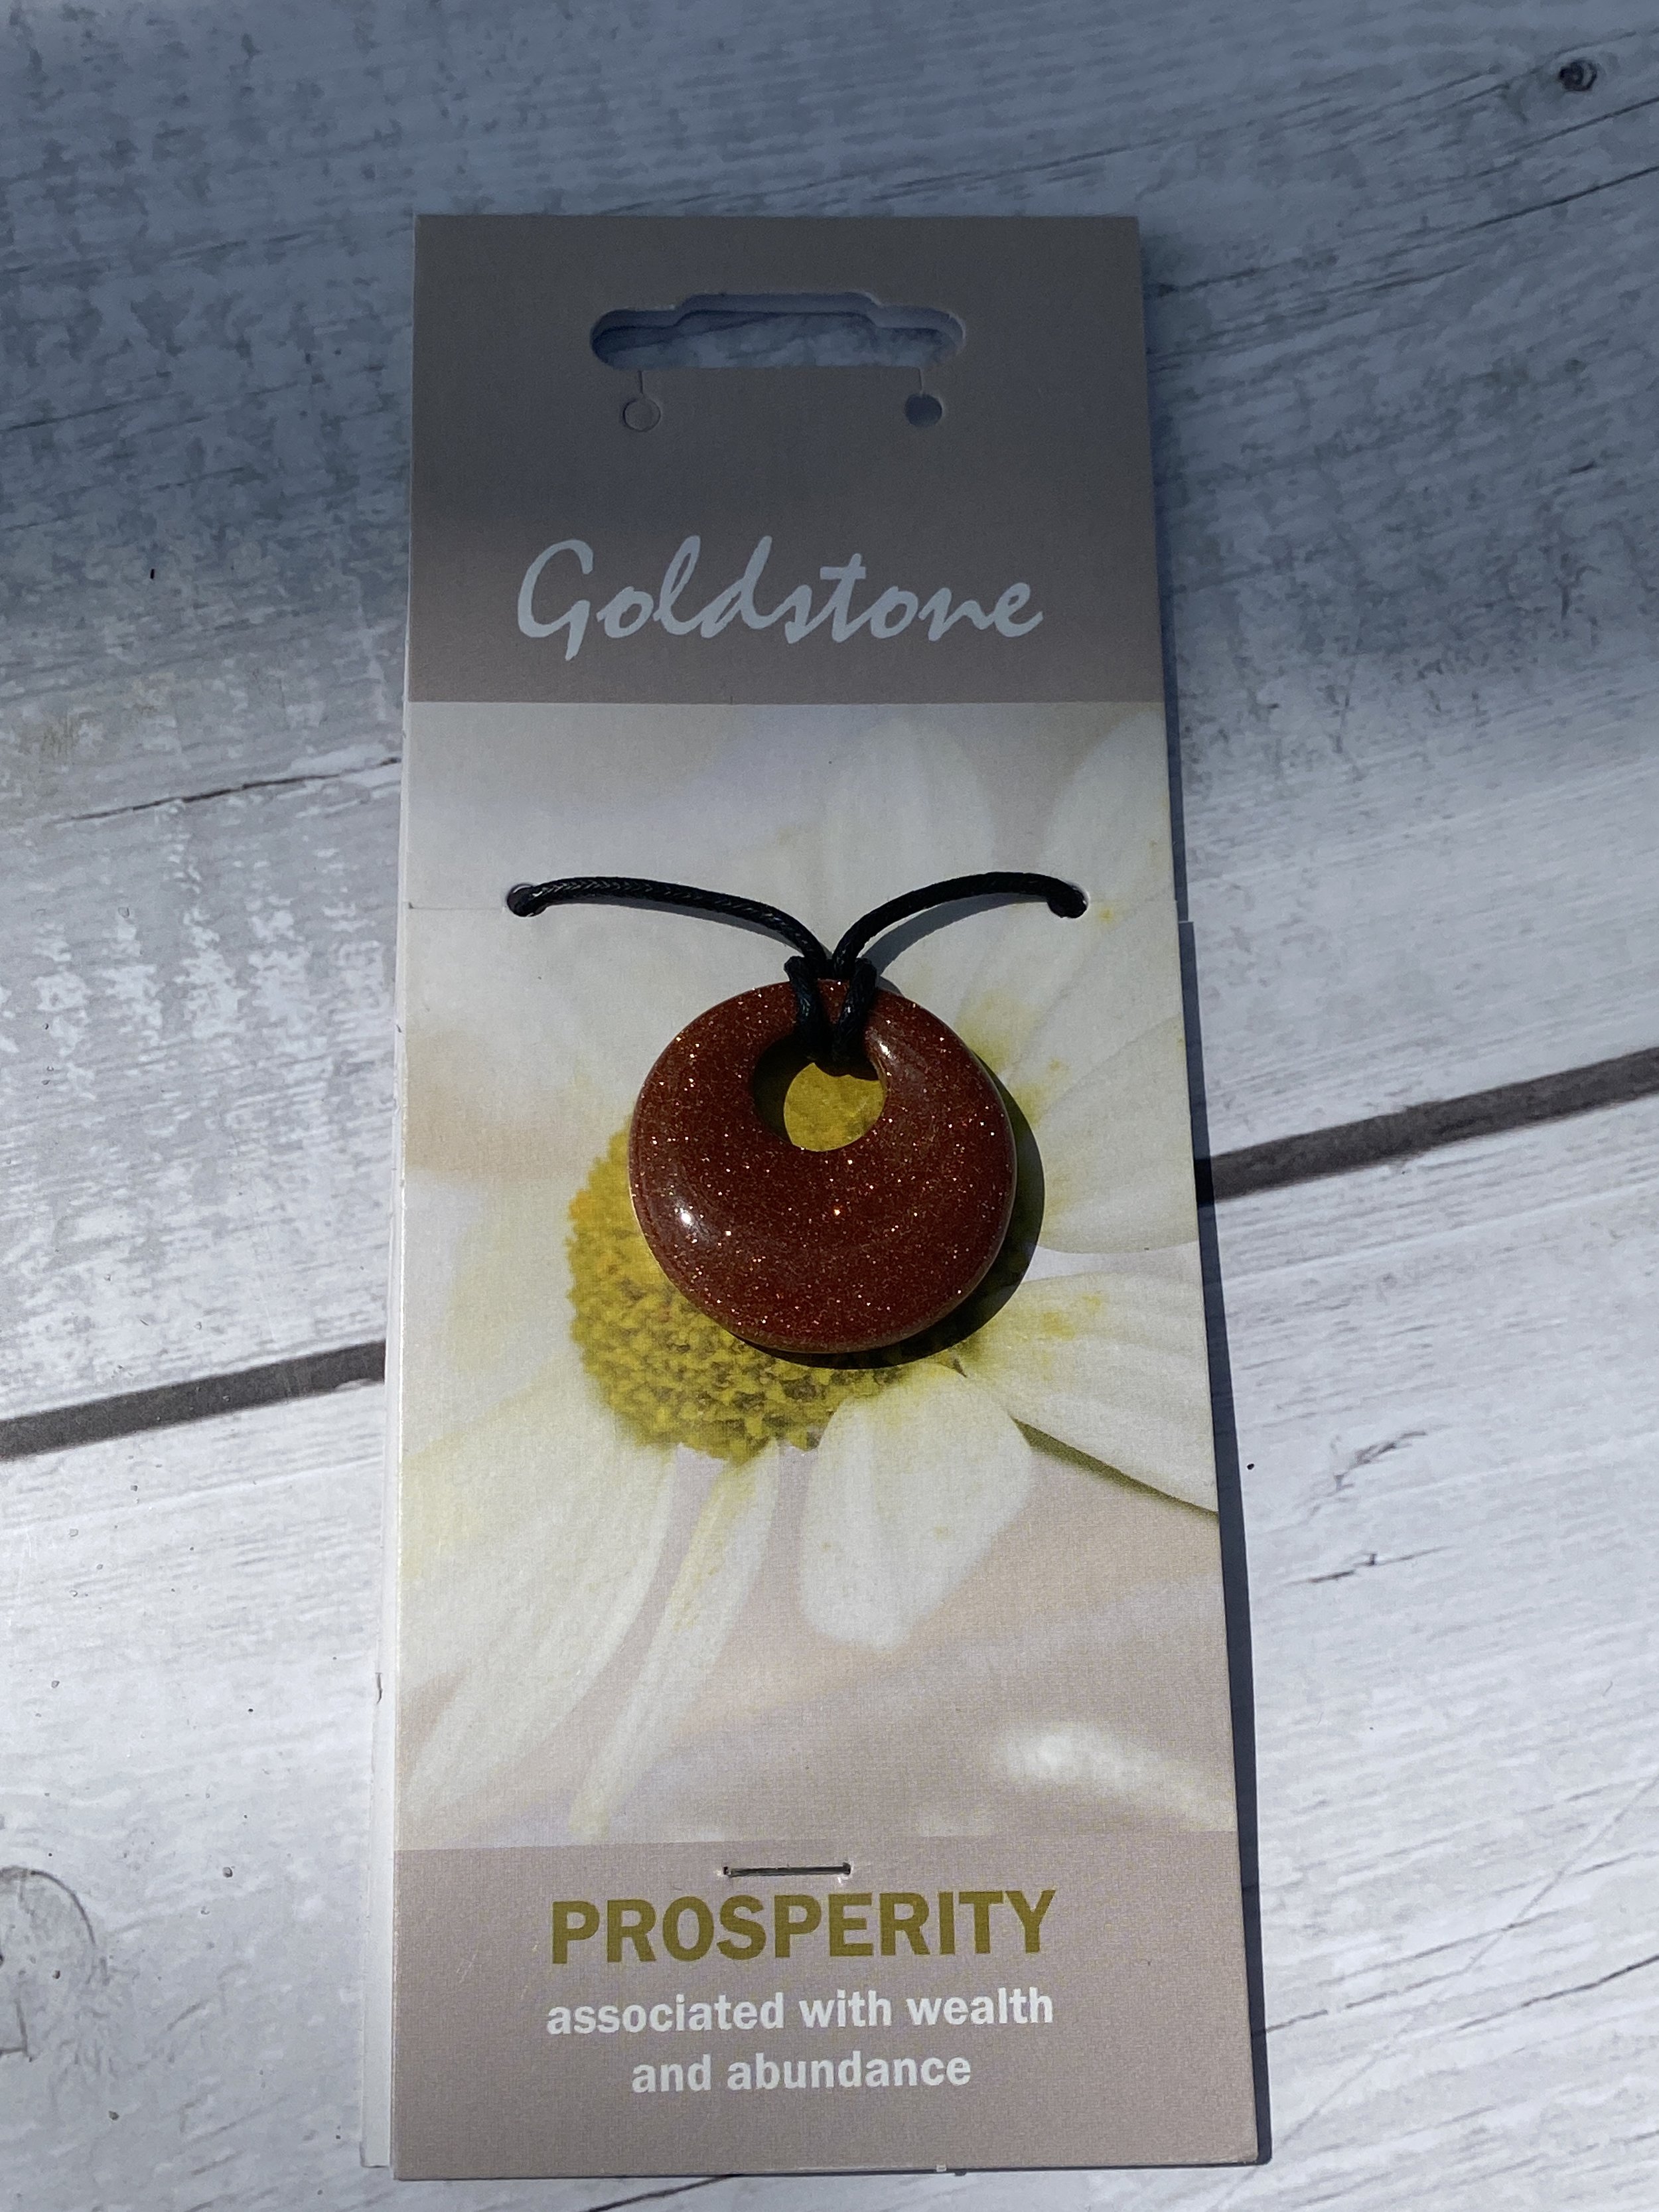 Goldstone
PROSPERITY
associated with wealth
and abundance